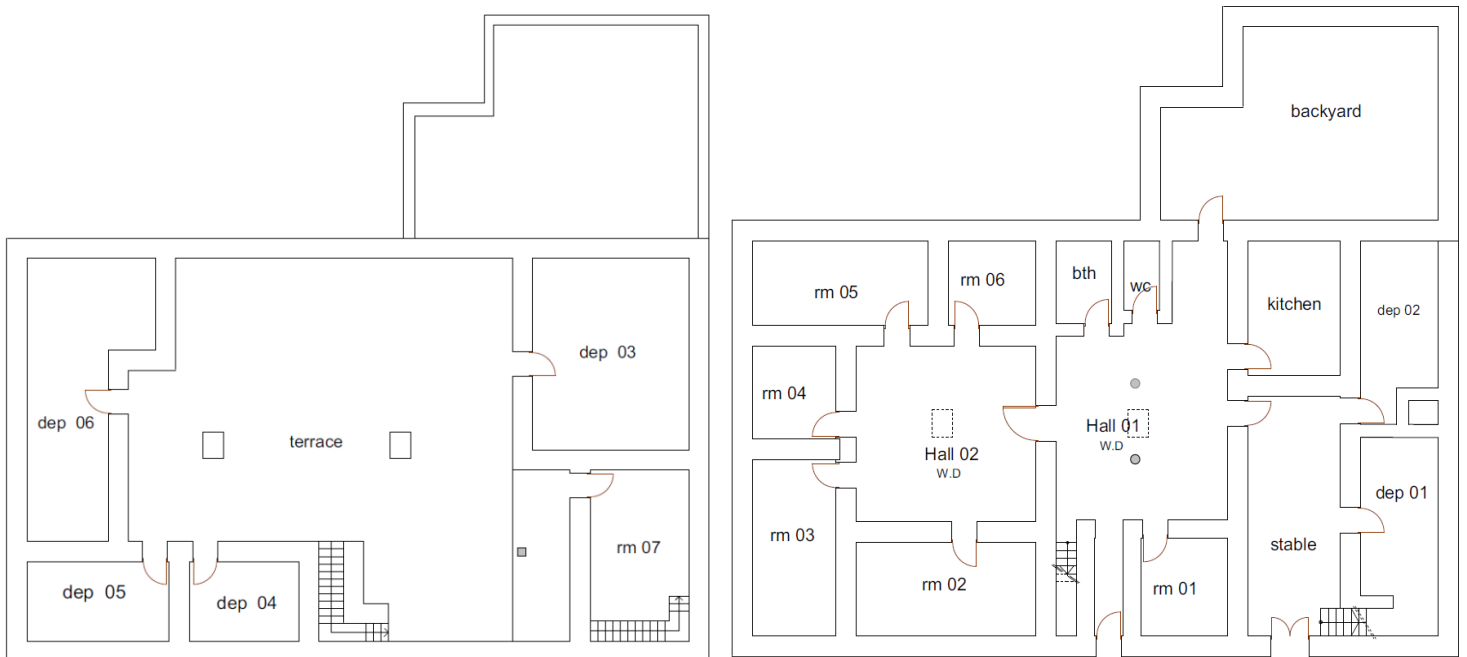 dep 03
dep 06
terrace
rm 07
dep 05
dep 04
backyard
rm 05
rm 06
bth
wc
kitchen
dep 02
rm 04
Hall 01
W.D
Hall 02
W.D
dep 01
rm 03
stable
rm 02
rm 01